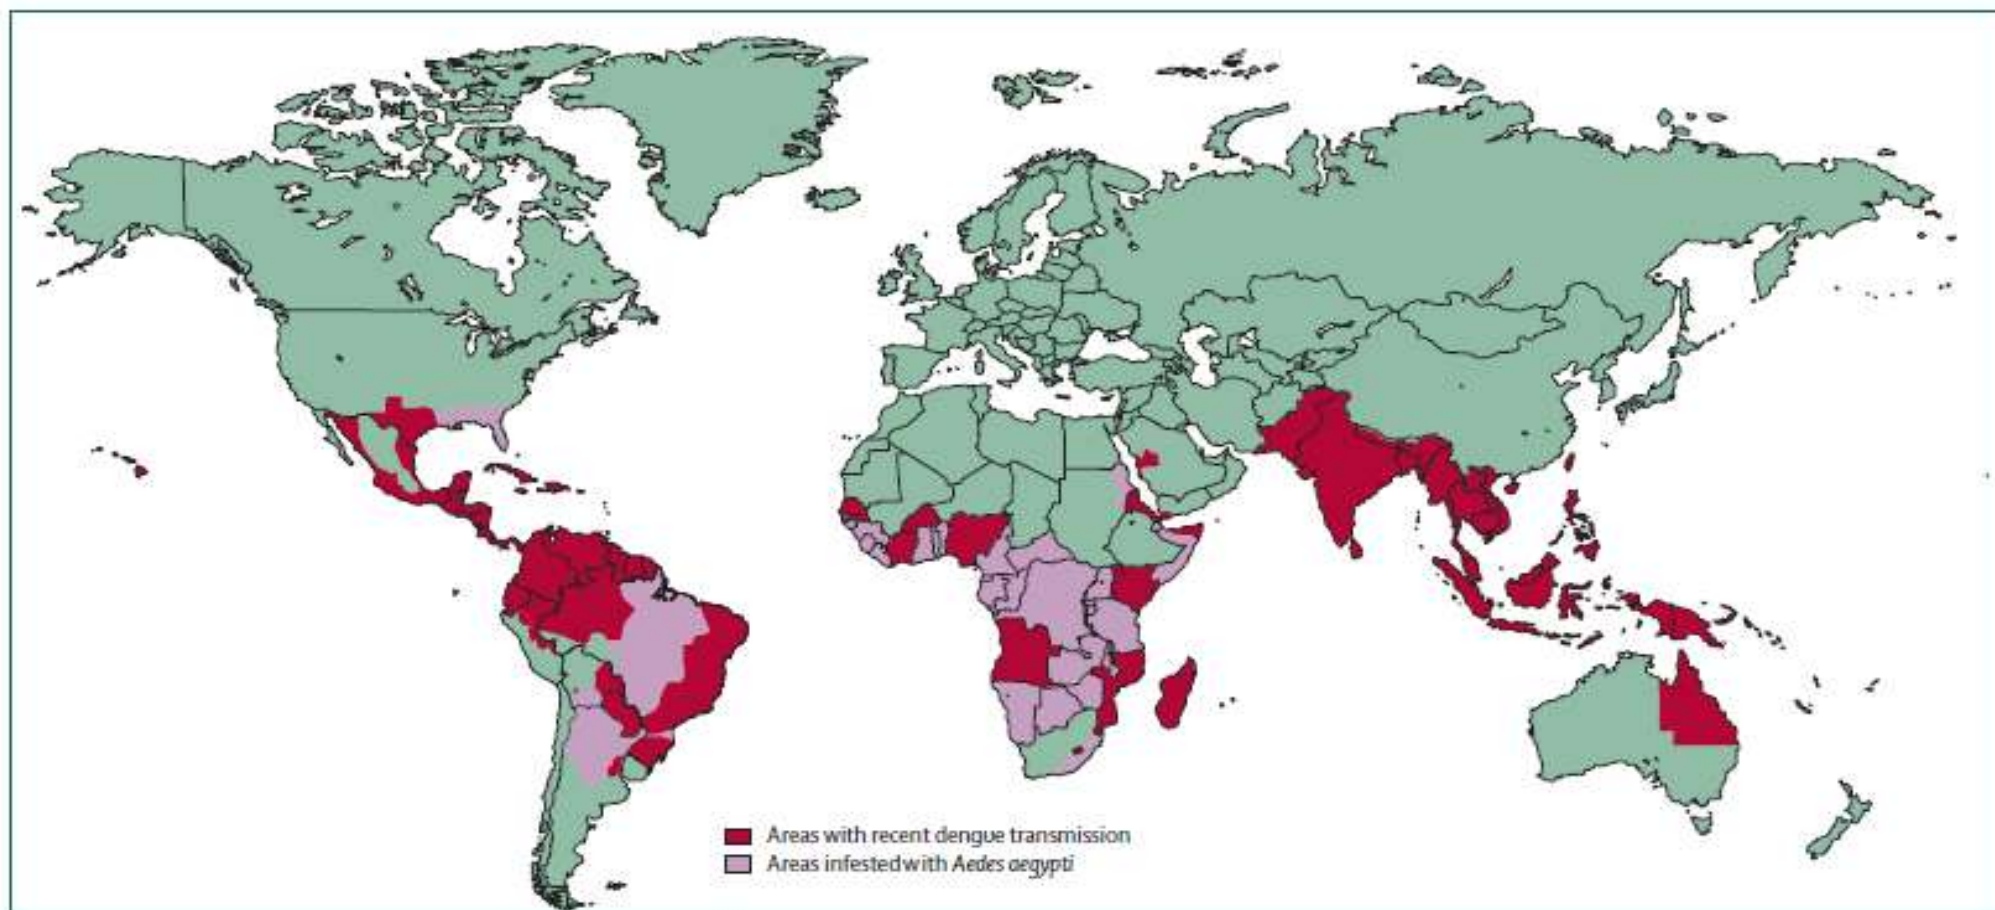 Areas with recent dengue transmission
Areas infested with Aedes aegypti